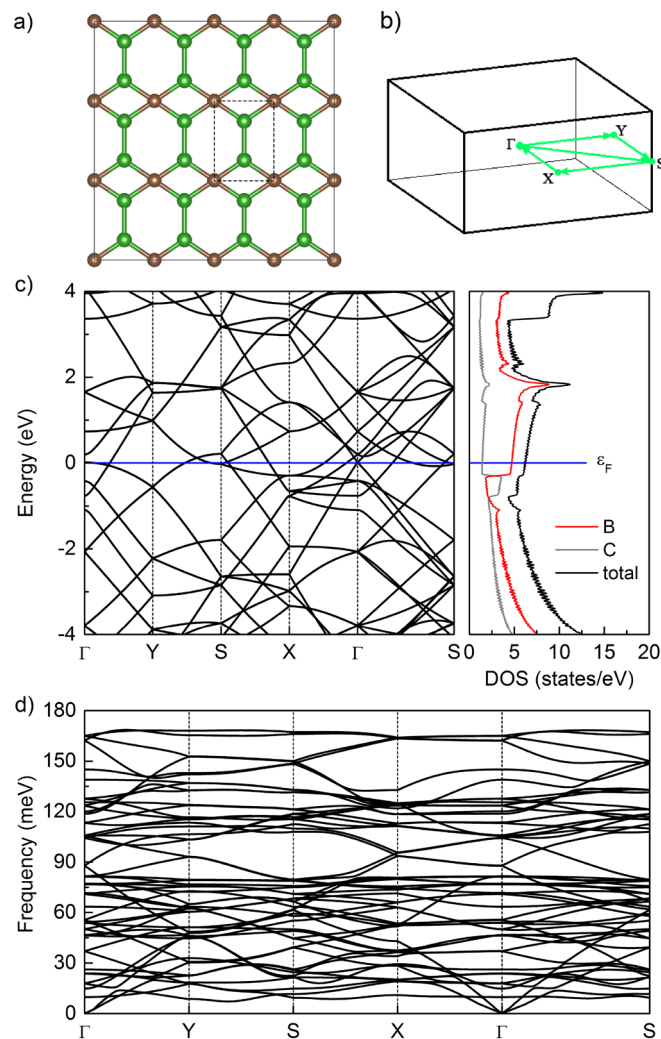 a)
b)
Γ
Y
X
S
c)
Energy (eV)
4
2
0
-2
-4
Γ Y S X Γ S
ε_F
B
C
total
0 5 10 15 20
DOS (states/eV)
d)
Frequency (meV)
180
150
120
90
60
30
0
Γ Y S X Γ S